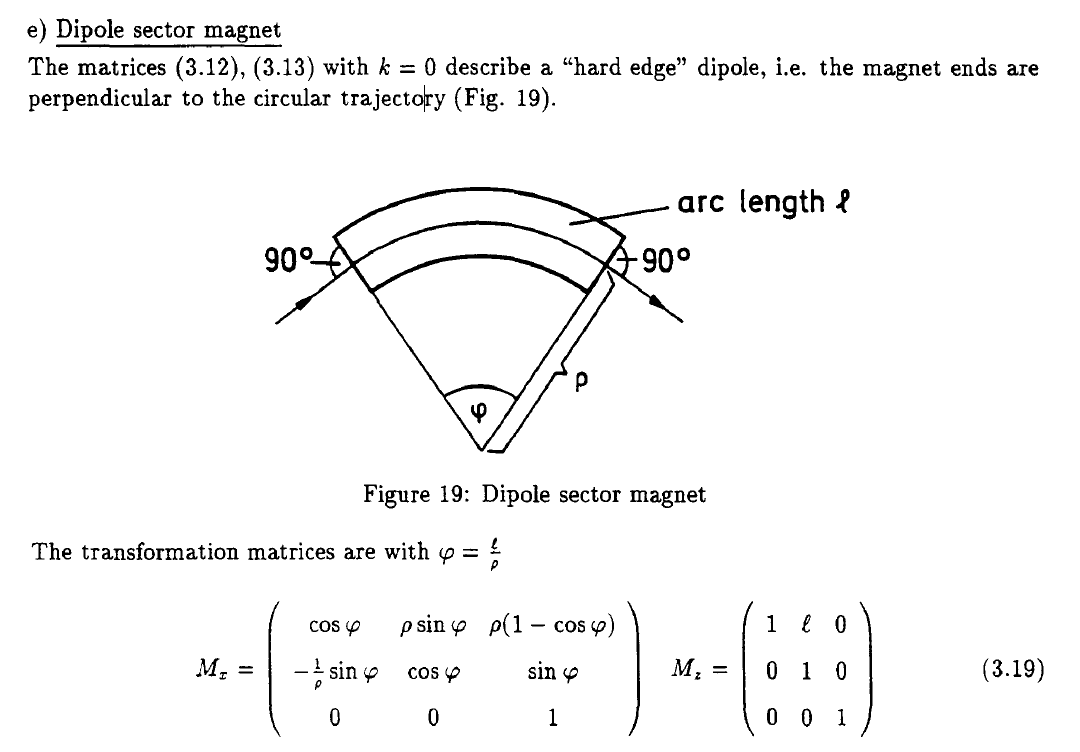 e) Dipole sector magnet
The matrices (3.12), (3.13) with k = 0 describe a “hard edge” dipole, i.e. the magnet ends are
perpendicular to the circular trajectory (Fig. 19).
arc length ℓ
90°
90°
ρ
φ
Figure 19: Dipole sector magnet
The transformation matrices are with φ = ℓ/ρ
cos φ ρ sin φ ρ(1 − cos φ) 1 ℓ 0
Mₓ = −1/ρ sin φ cos φ sin φ M_z = 0 1 0 (3.19)
0 0 1 0 0 1